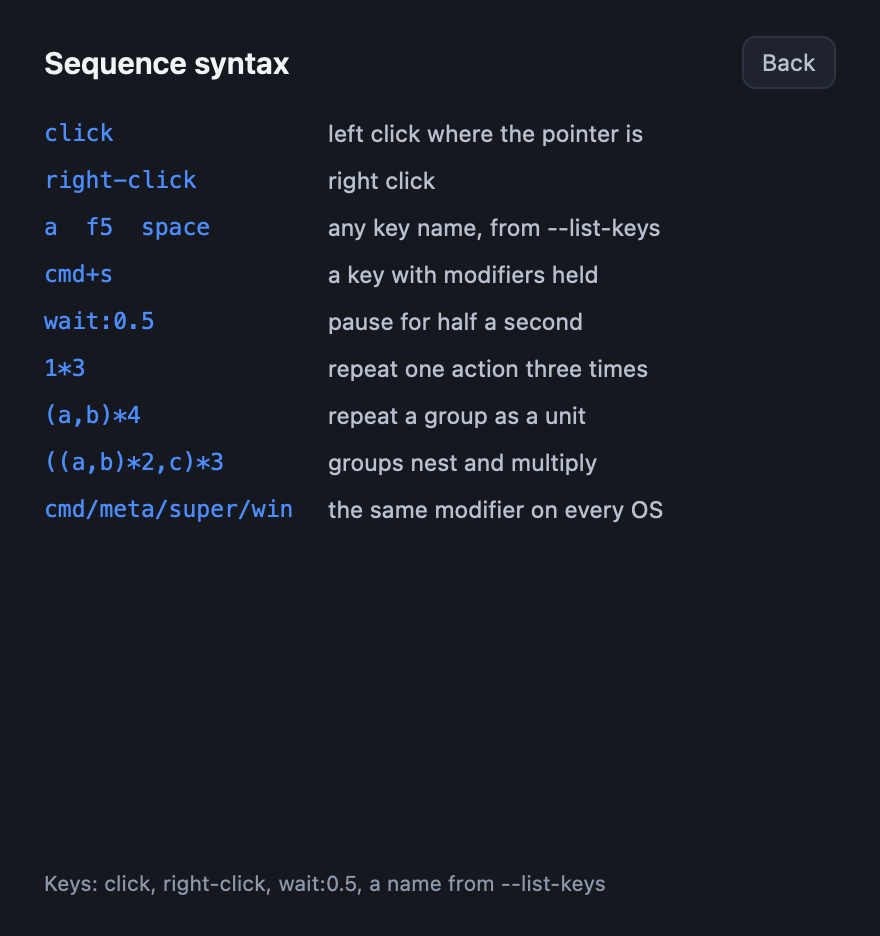 Sequence syntax
Back
click left click where the pointer is
right-click right click
a f5 space any key name, from --list-keys
cmd+s a key with modifiers held
wait:0.5 pause for half a second
1*3 repeat one action three times
(a,b)*4 repeat a group as a unit
((a,b)*2,c)*3 groups nest and multiply
cmd/meta/super/win the same modifier on every OS
Keys: click, right-click, wait:0.5, a name from --list-keys